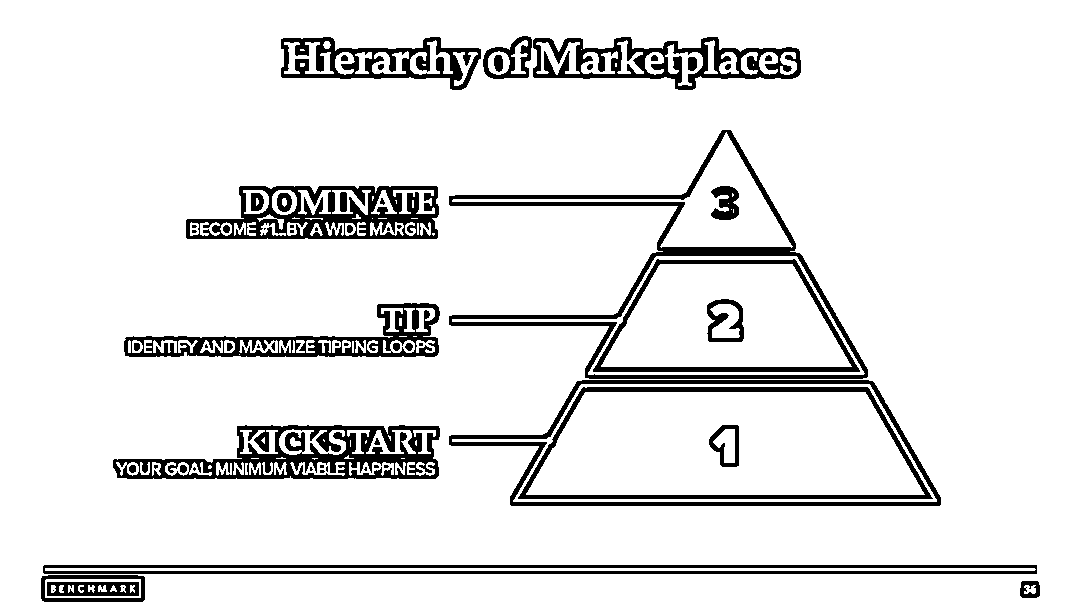 Hierarchy of Marketplaces
3
DOMINATE
BECOME #1...BY A WIDE MARGIN.
2
TIP
IDENTIFY AND MAXIMIZE TIPPING LOOPS
1
KICKSTART
YOUR GOAL: MINIMUM VIABLE HAPPINESS
BENCHMARK
36